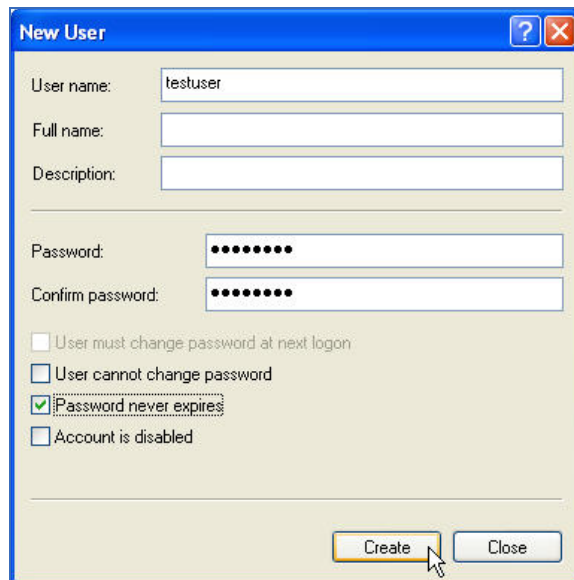 New User
User name: testuser
Full name:
Description:
Password: ●●●●●●●●
Confirm password: ●●●●●●●●
User must change password at next logon
User cannot change password
Password never expires
Account is disabled
Create Close